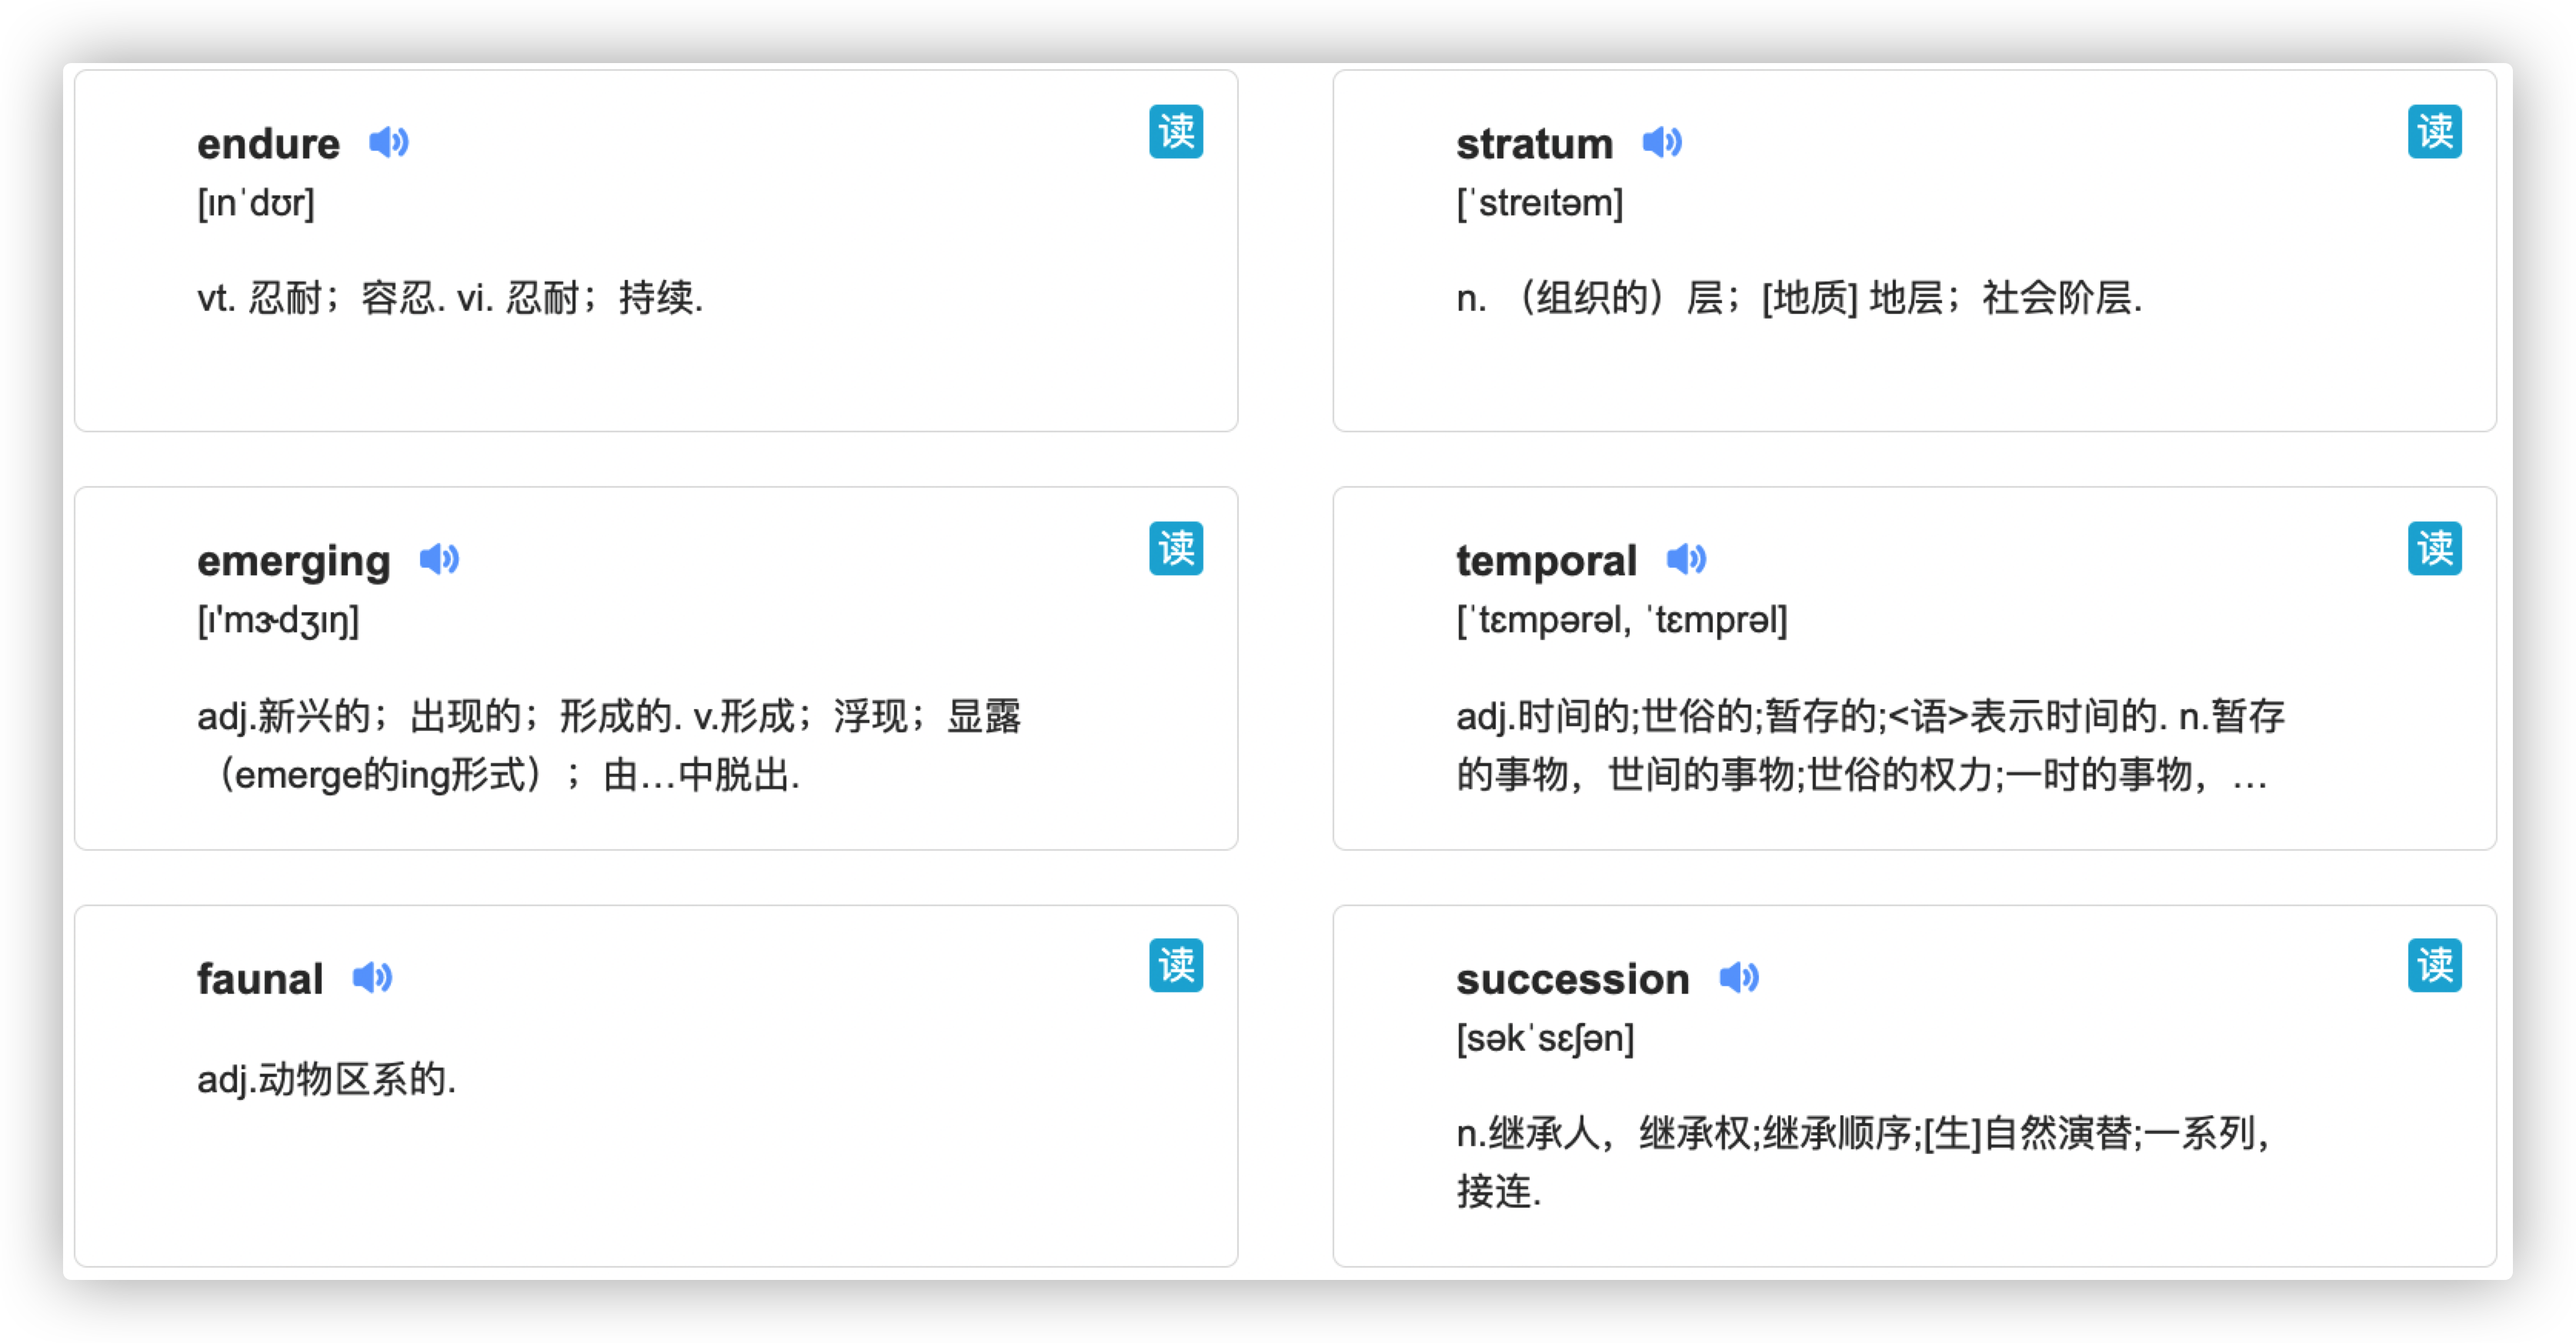 endure
读
[ɪnˈdʊr]
vt. 忍耐；容忍. vi. 忍耐；持续.
stratum
读
[ˈstreɪtəm]
n. （组织的）层；[地质] 地层；社会阶层.
emerging
读
[ɪ'mɝdʒɪŋ]
adj.新兴的；出现的；形成的. v.形成；浮现；显露
（emerge的ing形式）；由…中脱出.
temporal
读
[ˈtɛmpərəl, ˈtɛmprəl]
adj.时间的;世俗的;暂存的;<语>表示时间的. n.暂存
的事物，世间的事物;世俗的权力;一时的事物，…
faunal
读
adj.动物区系的.
succession
读
[səkˈsɛʃən]
n.继承人，继承权;继承顺序;[生]自然演替;一系列，
接连.